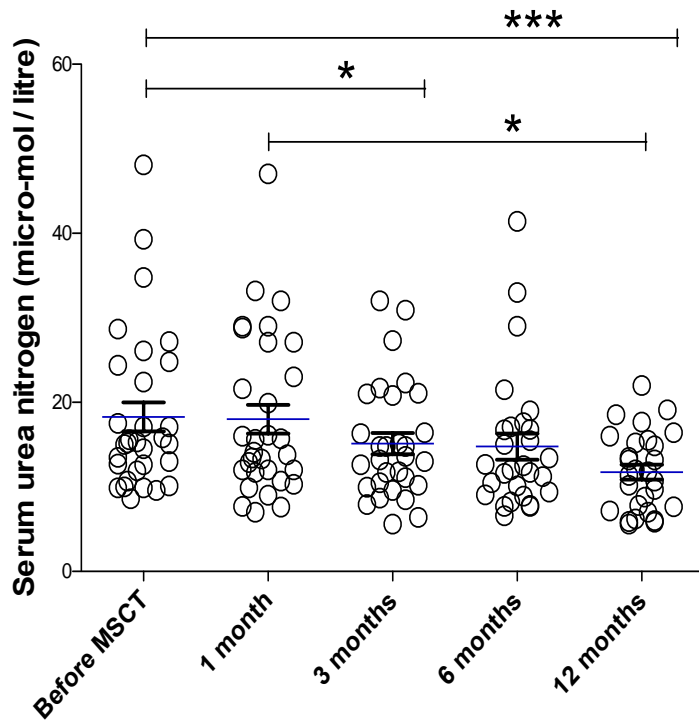 Serum urea nitrogen (micro-mol / litre)
***
60
*
*
40
20
0
Before MSCT
1 month
3 months
6 months
12 months